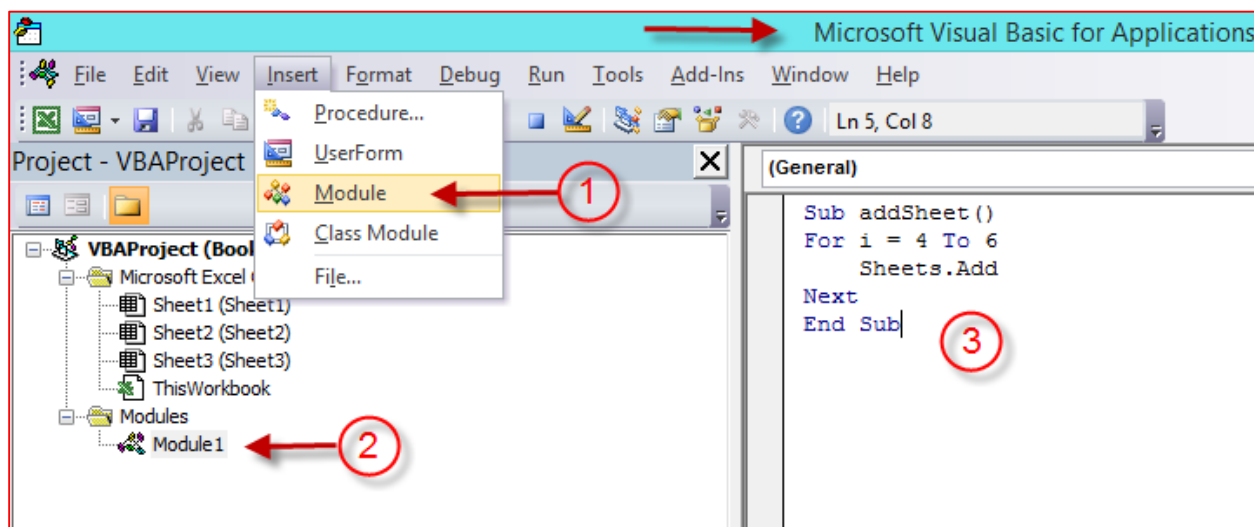 Microsoft Visual Basic for Applications
File Edit View Insert Format Debug Run Tools Add-Ins Window Help
Ln 5, Col 8
Procedure...
UserForm
Module
Class Module
File...
1
Project - VBAProject
VBAProject (Book
Microsoft Excel
Sheet1 (Sheet1)
Sheet2 (Sheet2)
Sheet3 (Sheet3)
ThisWorkbook
Modules
Module1
2
(General)
Sub addSheet()
For i = 4 To 6
Sheets.Add
Next
End Sub
3